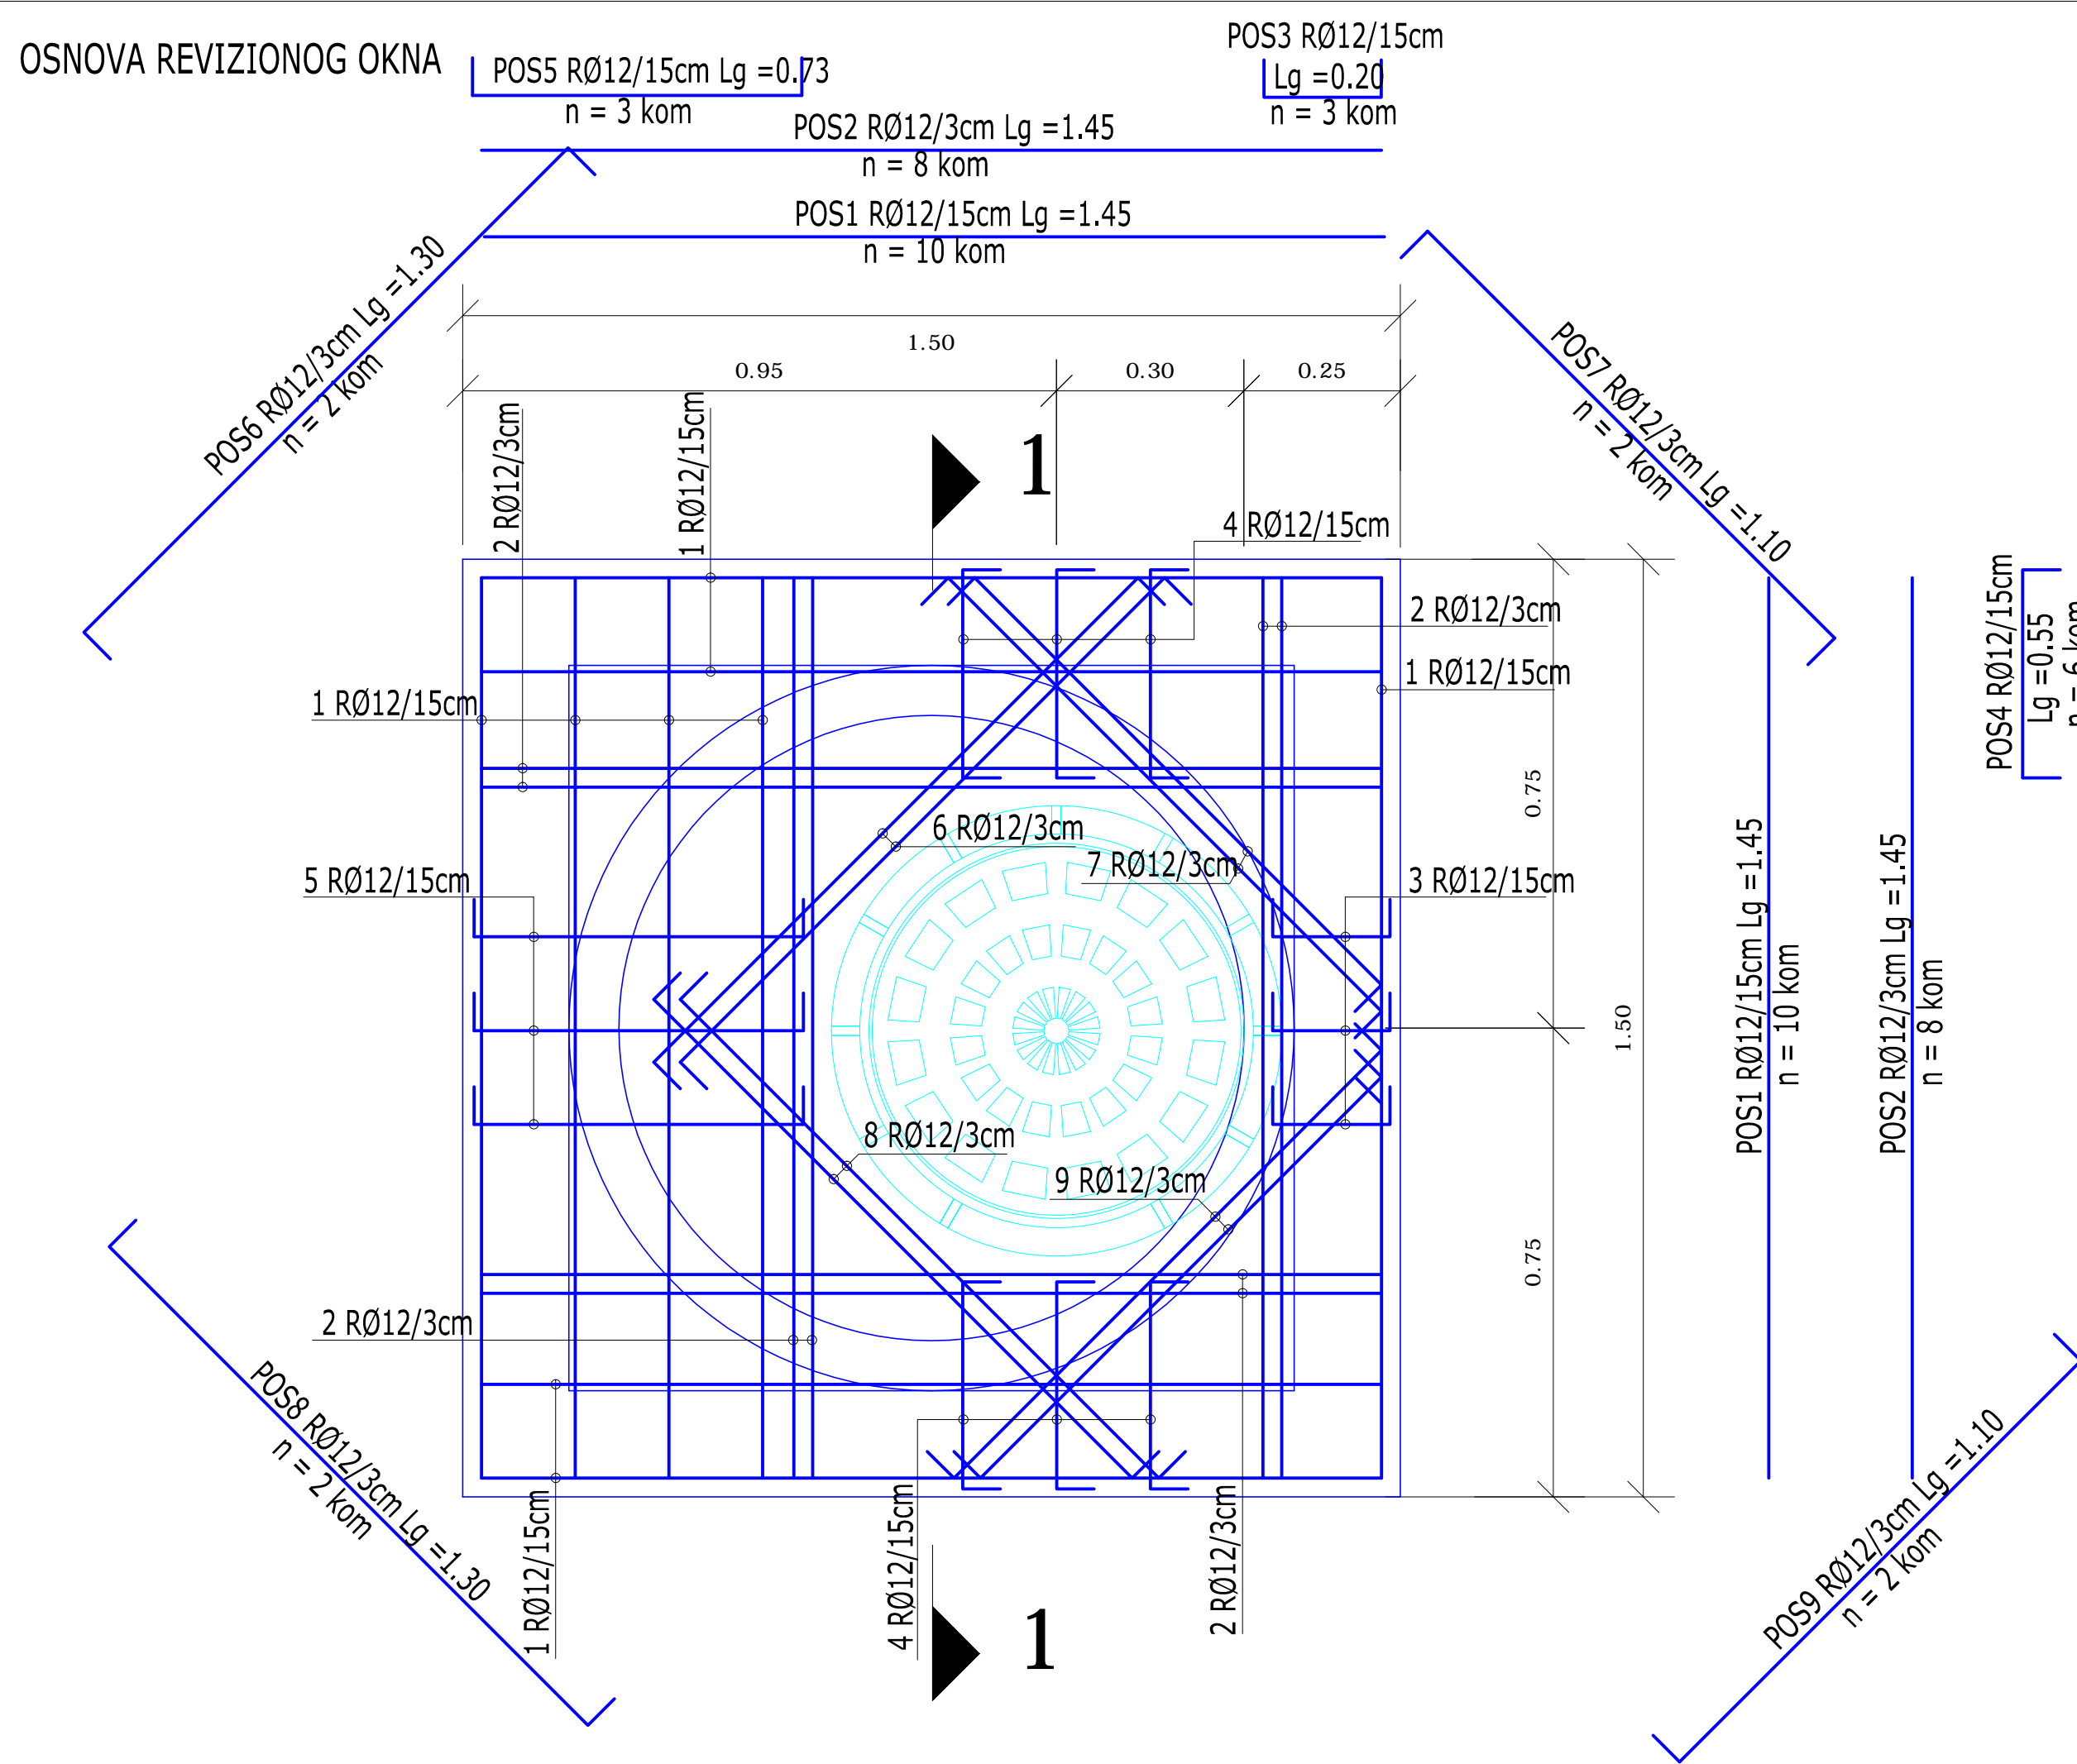 OSNOVA REVIZIONOG OKNA
POS5 RØ12/15cm Lg =0.73
n = 3 kom
POS3 RØ12/15cm
Lg =0.20
n = 3 kom
POS2 RØ12/3cm Lg =1.45
n = 8 kom
POS1 RØ12/15cm Lg =1.45
n = 10 kom
POS6 RØ12/3cm Lg =1.30
n = 2 kom
POS7 RØ12/3cm Lg =1.10
n = 2 kom
1.50
0.95
0.30
0.25
2 RØ12/3cm
1 RØ12/15cm
1
4 RØ12/15cm
2 RØ12/3cm
1 RØ12/15cm
1 RØ12/15cm
POS4 RØ12/15cm
Lg =0.55
n = 6 kom
0.75
6 RØ12/3cm
7 RØ12/3cm
5 RØ12/15cm
3 RØ12/15cm
1.50
POS1 RØ12/15cm Lg =1.45
n = 10 kom
POS2 RØ12/3cm Lg =1.45
n = 8 kom
8 RØ12/3cm
9 RØ12/3cm
0.75
2 RØ12/3cm
POS8 RØ12/3cm Lg =1.30
n = 2 kom
1 RØ12/15cm
4 RØ12/15cm
2 RØ12/3cm
1
POS9 RØ12/3cm Lg =1.10
n = 2 kom